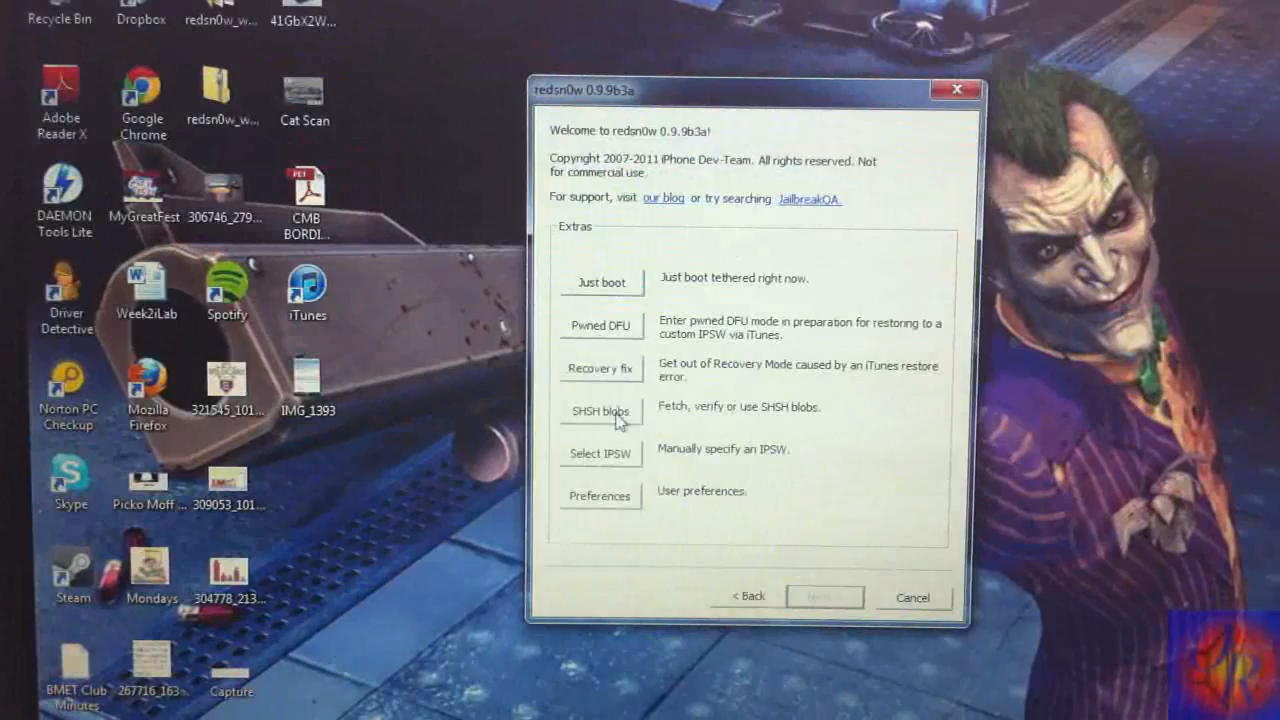 Recycle Bin
Dropbox
redsn0w_w...
41GbX2W...
Adobe
Reader X
Google
Chrome
redsn0w_w...
Cat Scan
DAEMON
Tools Lite
MyGreatFest
306746_279...
CMB
BORDI...
Driver
Detective
Week2iLab
Spotify
iTunes
Norton PC
Checkup
Mozilla
Firefox
321545_101...
IMG_1393
Skype
Picko Moff ...
309053_101...
Steam
Mondays
304778_213...
BMET Club
Minutes
267716_163...
Capture
redsn0w 0.9.9b3a
Welcome to redsn0w 0.9.9b3a!
Copyright 2007-2011 iPhone Dev-Team. All rights reserved. Not
for commercial use.
For support, visit our blog or try searching JailbreakQA.
Extras
Just boot
Just boot tethered right now.
Pwned DFU
Enter pwned DFU mode in preparation for restoring to a
custom IPSW via iTunes.
Recovery fix
Get out of Recovery Mode caused by an iTunes restore
error.
SHSH blobs
Fetch, verify or use SHSH blobs.
Select IPSW
Manually specify an IPSW.
Preferences
User preferences.
< Back
Cancel